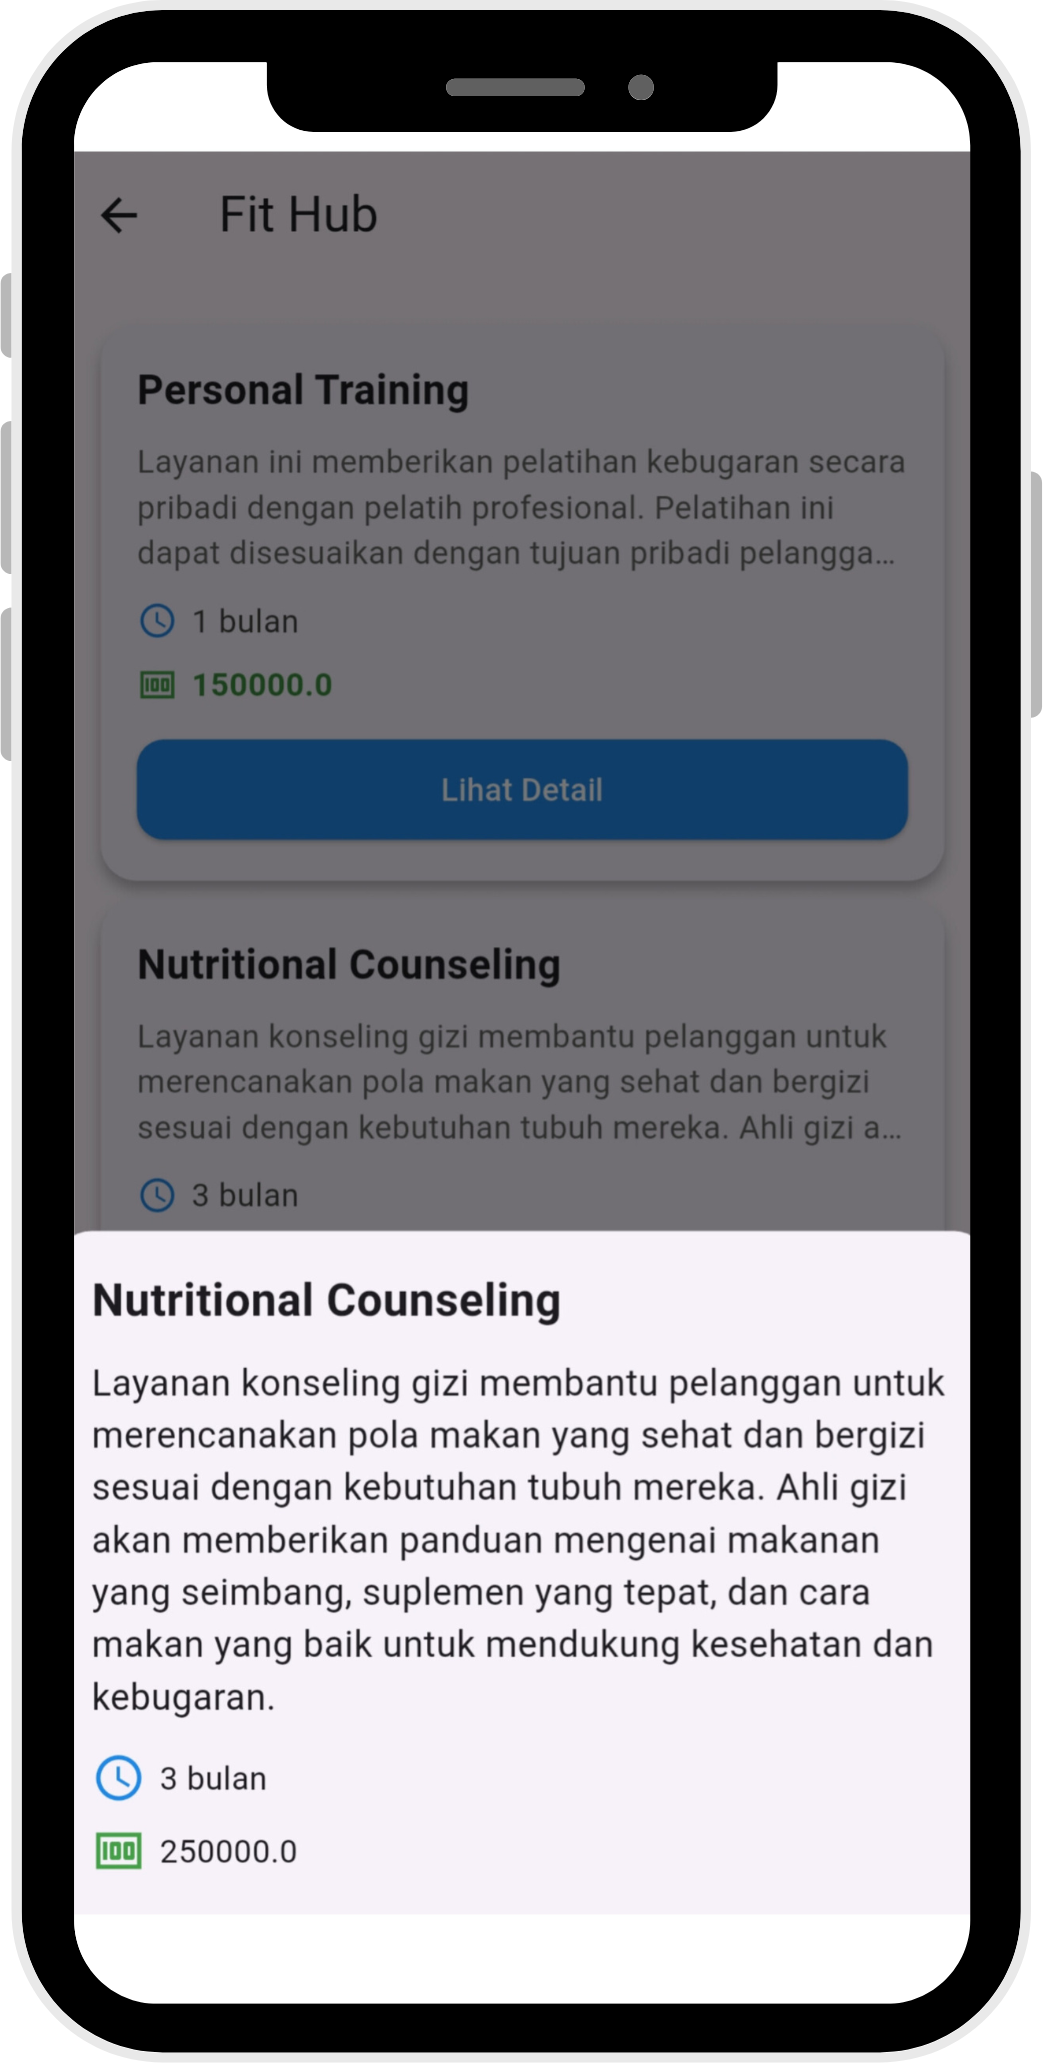 Fit Hub
Personal Training
Layanan ini memberikan pelatihan kebugaran secara
pribadi dengan pelatih profesional. Pelatihan ini
dapat disesuaikan dengan tujuan pribadi pelangga...
1 bulan
100 150000.0
Lihat Detail
Nutritional Counseling
Layanan konseling gizi membantu pelanggan untuk
merencanakan pola makan yang sehat dan bergizi
sesuai dengan kebutuhan tubuh mereka. Ahli gizi a...
3 bulan
Nutritional Counseling
Layanan konseling gizi membantu pelanggan untuk
merencanakan pola makan yang sehat dan bergizi
sesuai dengan kebutuhan tubuh mereka. Ahli gizi
akan memberikan panduan mengenai makanan
yang seimbang, suplemen yang tepat, dan cara
makan yang baik untuk mendukung kesehatan dan
kebugaran.
3 bulan
100 250000.0